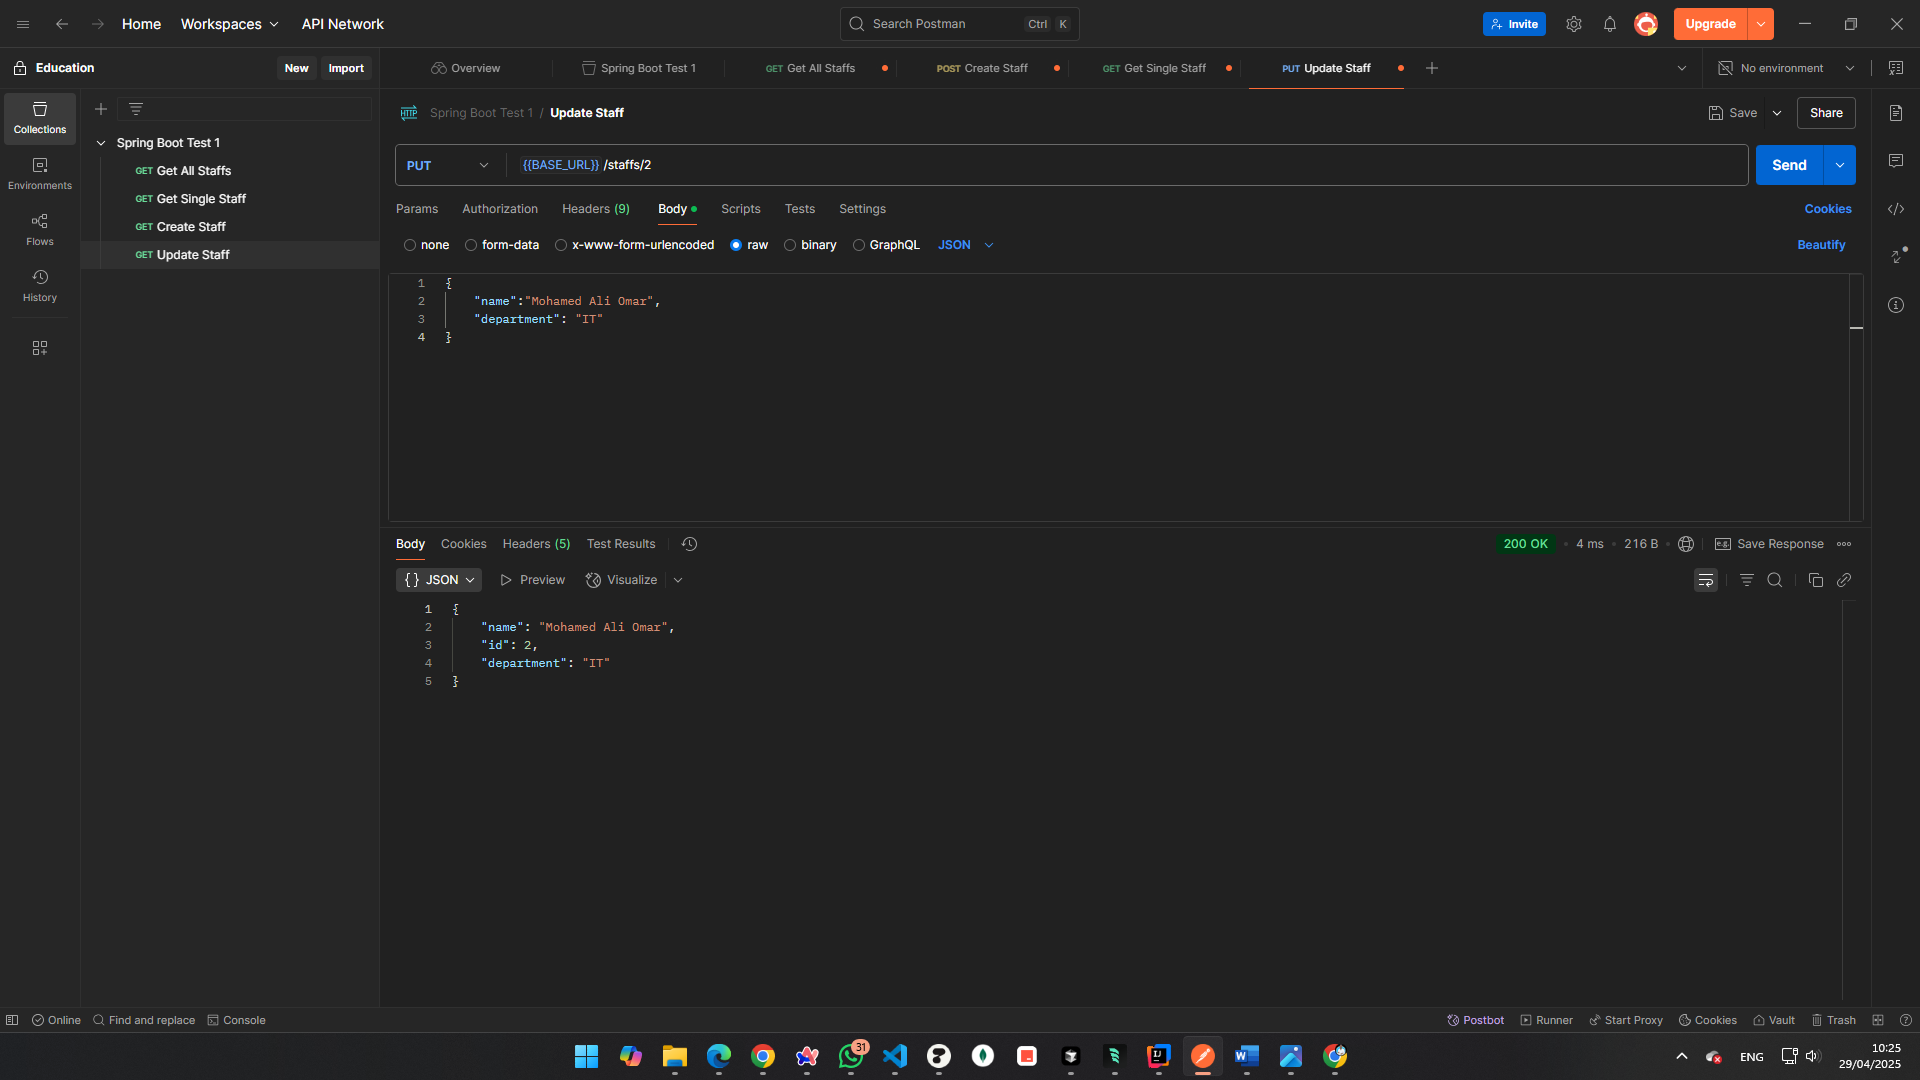 Home
Workspaces
API Network
Search Postman
Ctrl
K
Invite
Upgrade
Education
New
Import
Overview
Spring Boot Test 1
GET Get All Staffs
POST Create Staff
GET Get Single Staff
PUT Update Staff
No environment
Collections
Environments
Flows
History
Spring Boot Test 1
GET Get All Staffs
GET Get Single Staff
GET Create Staff
GET Update Staff
HTTP
Spring Boot Test 1 / Update Staff
Save
Share
PUT
{{BASE_URL}} /staffs/2
Send
Params
Authorization
Headers (9)
Body
Scripts
Tests
Settings
Cookies
none
form-data
x-www-form-urlencoded
raw
binary
GraphQL
JSON
Beautify
1 {
2 "name":"Mohamed Ali Omar",
3 "department": "IT"
4 }
Body
Cookies
Headers (5)
Test Results
200 OK
4 ms
216 B
e.g.
Save Response
{} JSON
Preview
Visualize
1 {
2 "name": "Mohamed Ali Omar",
3 "id": 2,
4 "department": "IT"
5 }
Online
Find and replace
Console
Postbot
Runner
Start Proxy
Cookies
Vault
Trash
31
ENG
10:25
29/04/2025